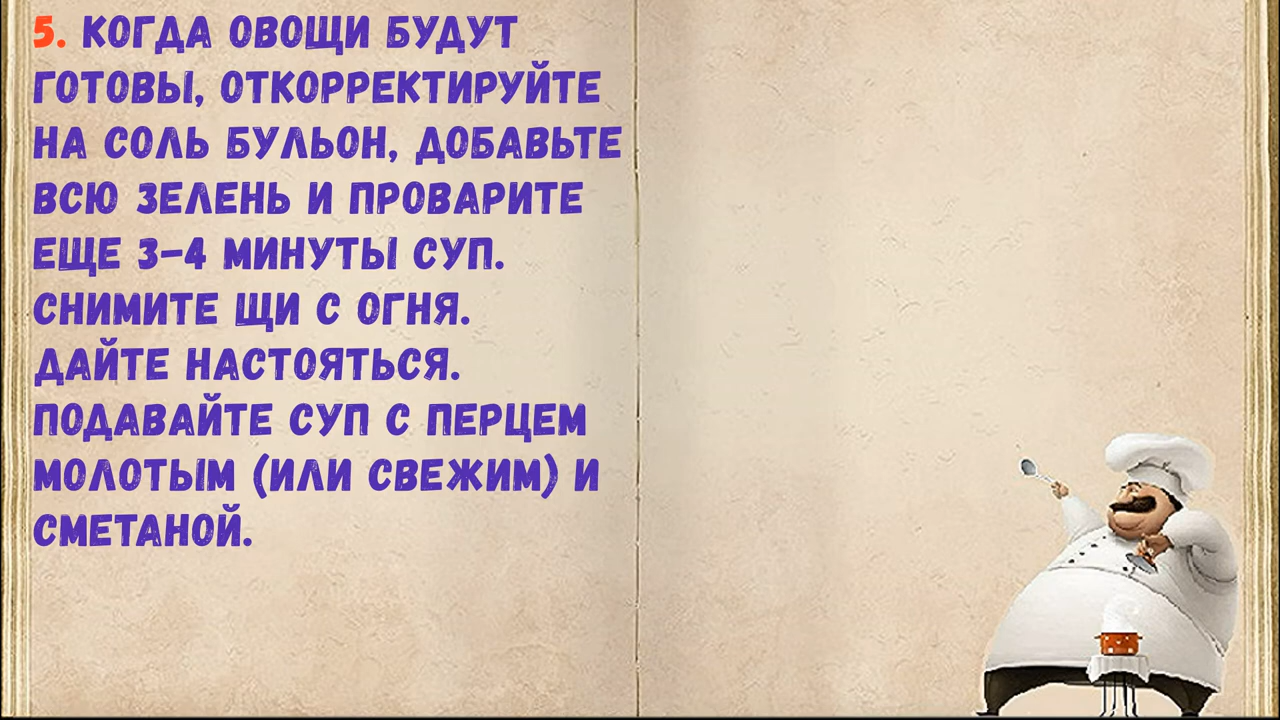 5. КОГДА ОВОЩИ БУДУТ
ГОТОВЫ, ОТКОРРЕКТИРУЙТЕ
НА СОЛЬ БУЛЬОН, ДОБАВЬТЕ
ВСЮ ЗЕЛЕНЬ И ПРОВАРИТЕ
ЕЩЕ 3-4 МИНУТЫ СУП.
СНИМИТЕ ЩИ С ОГНЯ.
ДАЙТЕ НАСТОЯТЬСЯ.
ПОДАВАЙТЕ СУП С ПЕРЦЕМ
МОЛОТЫМ (ИЛИ СВЕЖИМ) И
СМЕТАНОЙ.